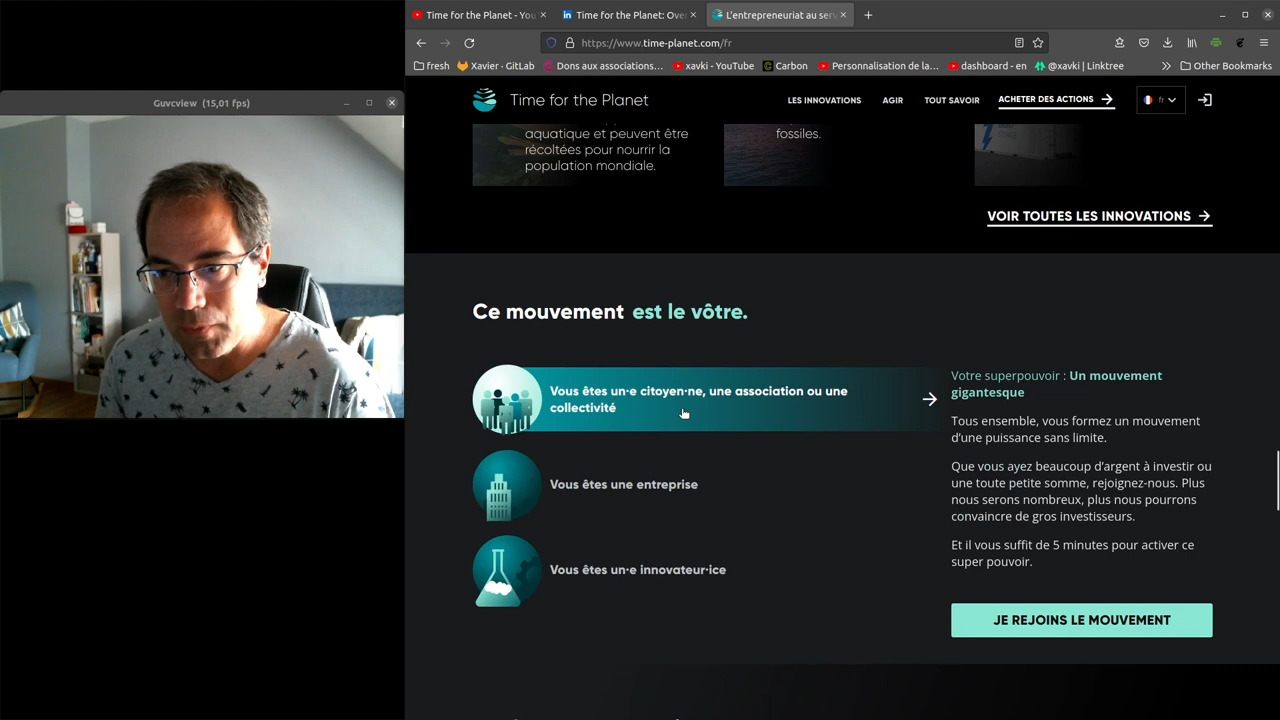 Time for the Planet - You
Time for the Planet: Over
L'entrepreneuriat au serv
https://www.time-planet.com/fr
fresh
Xavier - GitLab
Dons aux associations...
xavki - YouTube
Carbon
Personnalisation de la...
dashboard - en
@xavki | Linktree
Other Bookmarks
Guvcview (15,01 fps)
Time for the Planet
LES INNOVATIONS
AGIR
TOUT SAVOIR
ACHETER DES ACTIONS
fr
aquatique et peuvent être
récoltées pour nourrir la
population mondiale.
fossiles.
VOIR TOUTES LES INNOVATIONS
Ce mouvement est le vôtre.
Vous êtes un·e citoyen·ne, une association ou une
collectivité
Vous êtes une entreprise
Vous êtes un·e innovateur·ice
Votre superpouvoir : Un mouvement
gigantesque
Tous ensemble, vous formez un mouvement
d'une puissance sans limite.
Que vous ayez beaucoup d'argent à investir ou
une toute petite somme, rejoignez-nous. Plus
nous serons nombreux, plus nous pourrons
convaincre de gros investisseurs.
Et il vous suffit de 5 minutes pour activer ce
super pouvoir.
JE REJOINS LE MOUVEMENT